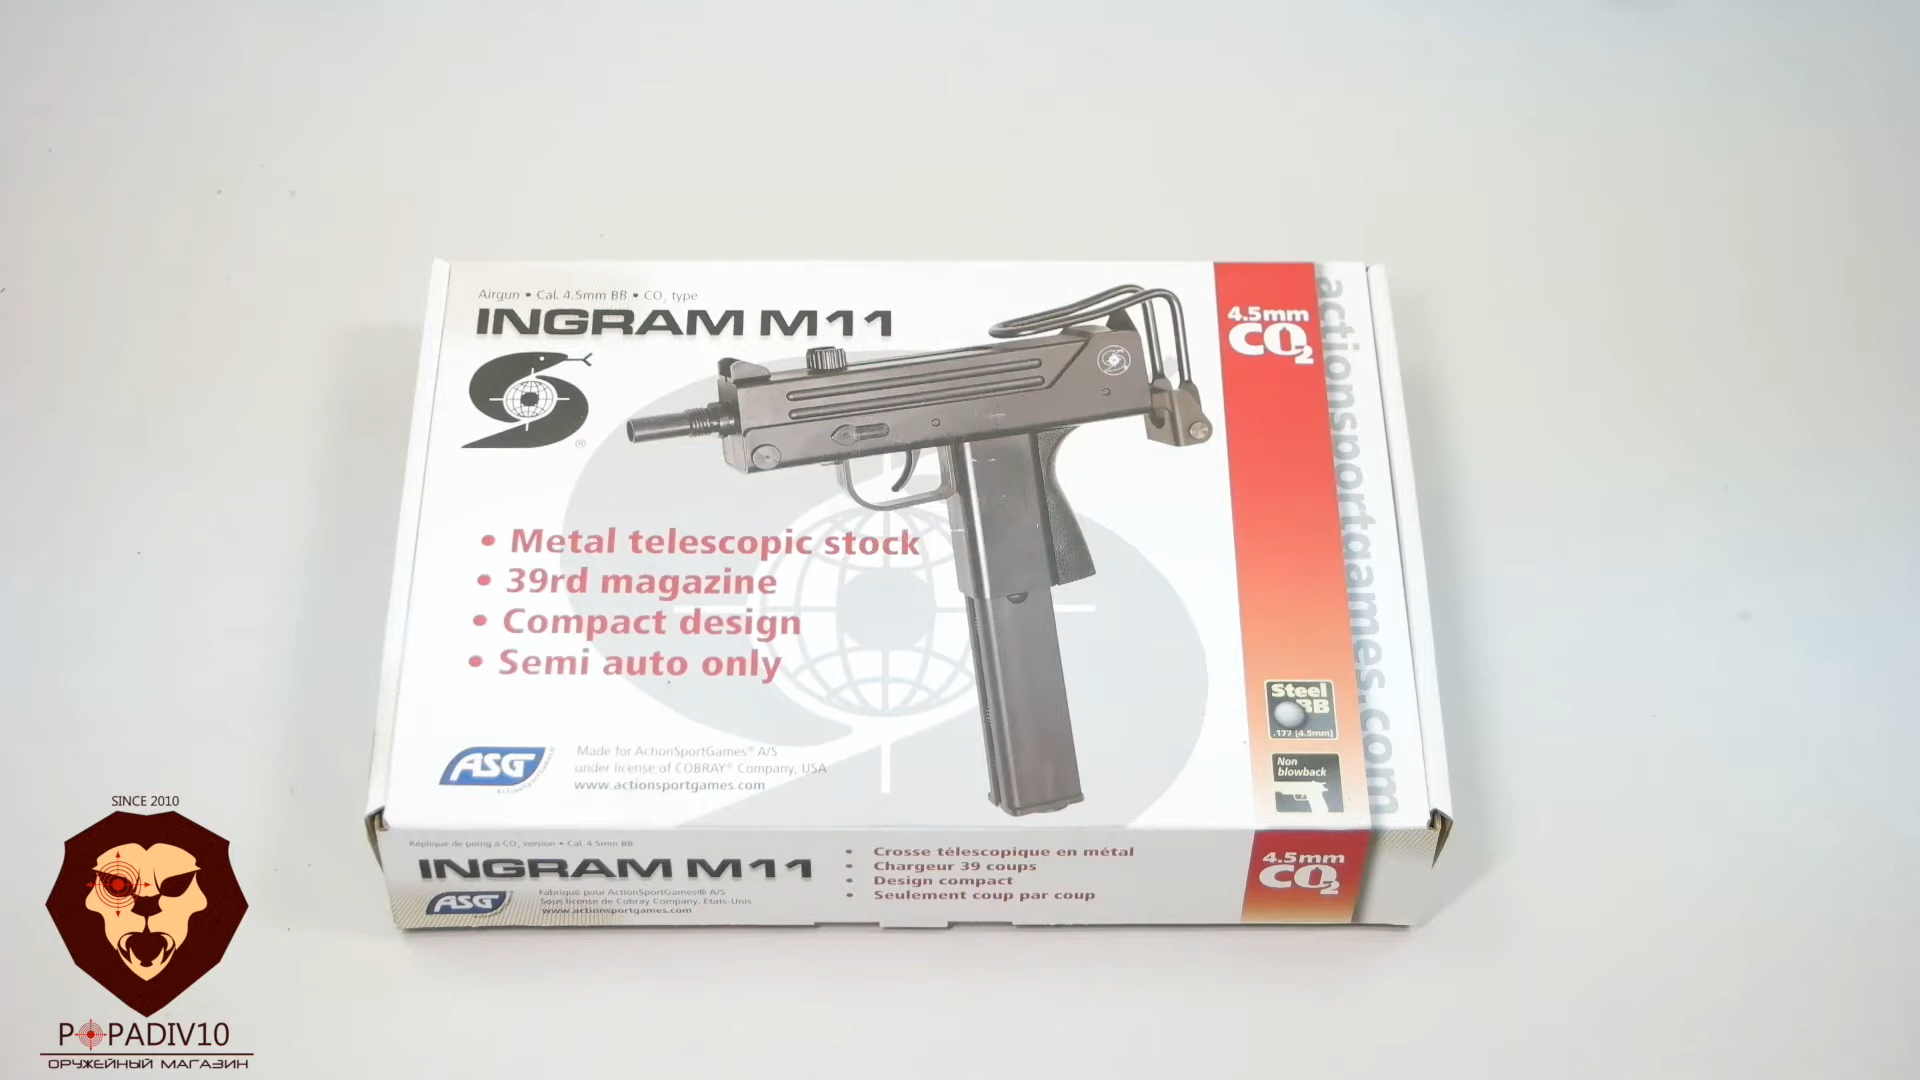 Airgun • Cal. 4.5mm BB • CO2 type
INGRAM M11
®
4.5mm
CO2
actionsportgames.com
• Metal telescopic stock
• 39rd magazine
• Compact design
• Semi auto only
Steel
BB
.177 (4.5mm)
Non
blowback
ASG
Made for ActionSportGames® A/S
under license of COBRAY® Company, USA
www.actionsportgames.com
Réplique de poing à CO2 version • Cal. 4.5mm BB
INGRAM M11
ASG
Fabriqué pour ActionSportGames® A/S
Sous license de Cobray Company, Etats-Unis
www.actionsportgames.com
• Crosse télescopique en métal
• Chargeur 39 coups
• Design compact
• Seulement coup par coup
4.5mm
CO2
SINCE 2010
POPADIV10
ОРУЖЕЙНЫЙ МАГАЗИН